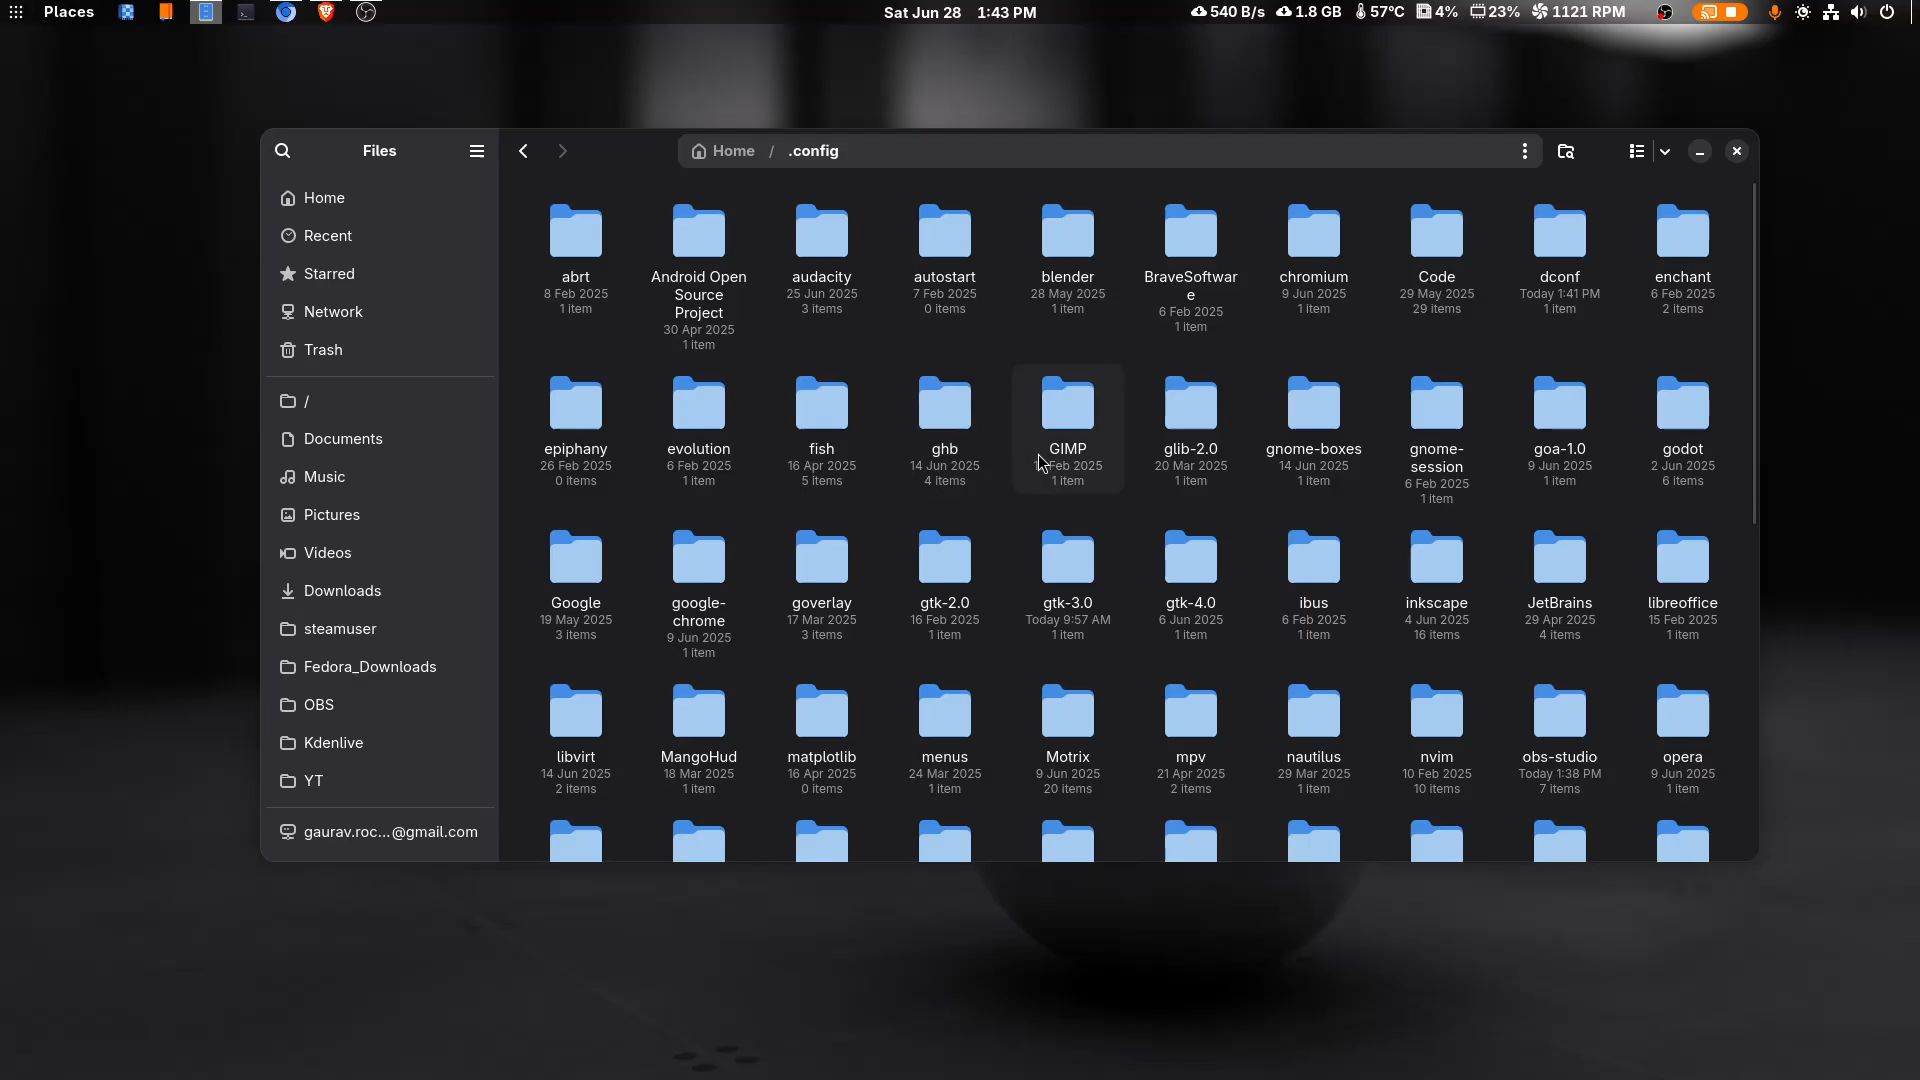 Places
Sat Jun 28 1:43 PM
540 B/s 1.8 GB 57°C 4% 23% 1121 RPM
Files
Home / .config
Home
Recent
Starred
Network
Trash
/
Documents
Music
Pictures
Videos
Downloads
steamuser
Fedora_Downloads
OBS
Kdenlive
YT
gaurav.roc...@gmail.com
abrt
8 Feb 2025
1 item
Android Open
Source
Project
30 Apr 2025
1 item
audacity
25 Jun 2025
3 items
autostart
7 Feb 2025
0 items
blender
28 May 2025
1 item
BraveSoftwar
e
6 Feb 2025
1 item
chromium
9 Jun 2025
1 item
Code
29 May 2025
29 items
dconf
Today 1:41 PM
1 item
enchant
6 Feb 2025
2 items
epiphany
26 Feb 2025
0 items
evolution
6 Feb 2025
1 item
fish
16 Apr 2025
5 items
ghb
14 Jun 2025
4 items
GIMP
Feb 2025
1 item
glib-2.0
20 Mar 2025
1 item
gnome-boxes
14 Jun 2025
1 item
gnome-
session
6 Feb 2025
1 item
goa-1.0
9 Jun 2025
1 item
godot
2 Jun 2025
6 items
Google
19 May 2025
3 items
google-
chrome
9 Jun 2025
1 item
goverlay
17 Mar 2025
3 items
gtk-2.0
16 Feb 2025
1 item
gtk-3.0
Today 9:57 AM
1 item
gtk-4.0
6 Jun 2025
1 item
ibus
6 Feb 2025
1 item
inkscape
4 Jun 2025
16 items
JetBrains
29 Apr 2025
4 items
libreoffice
15 Feb 2025
1 item
libvirt
14 Jun 2025
2 items
MangoHud
18 Mar 2025
1 item
matplotlib
16 Apr 2025
0 items
menus
24 Mar 2025
1 item
Motrix
9 Jun 2025
20 items
mpv
21 Apr 2025
2 items
nautilus
29 Mar 2025
1 item
nvim
10 Feb 2025
10 items
obs-studio
Today 1:38 PM
7 items
opera
9 Jun 2025
1 item